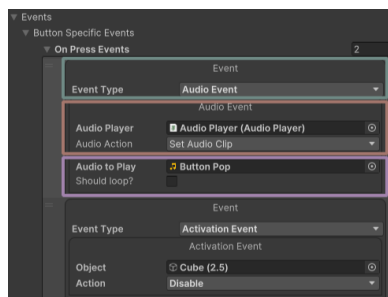 Events
Button Specific Events
On Press Events 2
Event
Event Type Audio Event
Audio Event
Audio Player Audio Player (Audio Player)
Audio Action Set Audio Clip
Audio to Play Button Pop
Should loop?
Event
Event Type Activation Event
Activation Event
Object Cube (2.5)
Action Disable